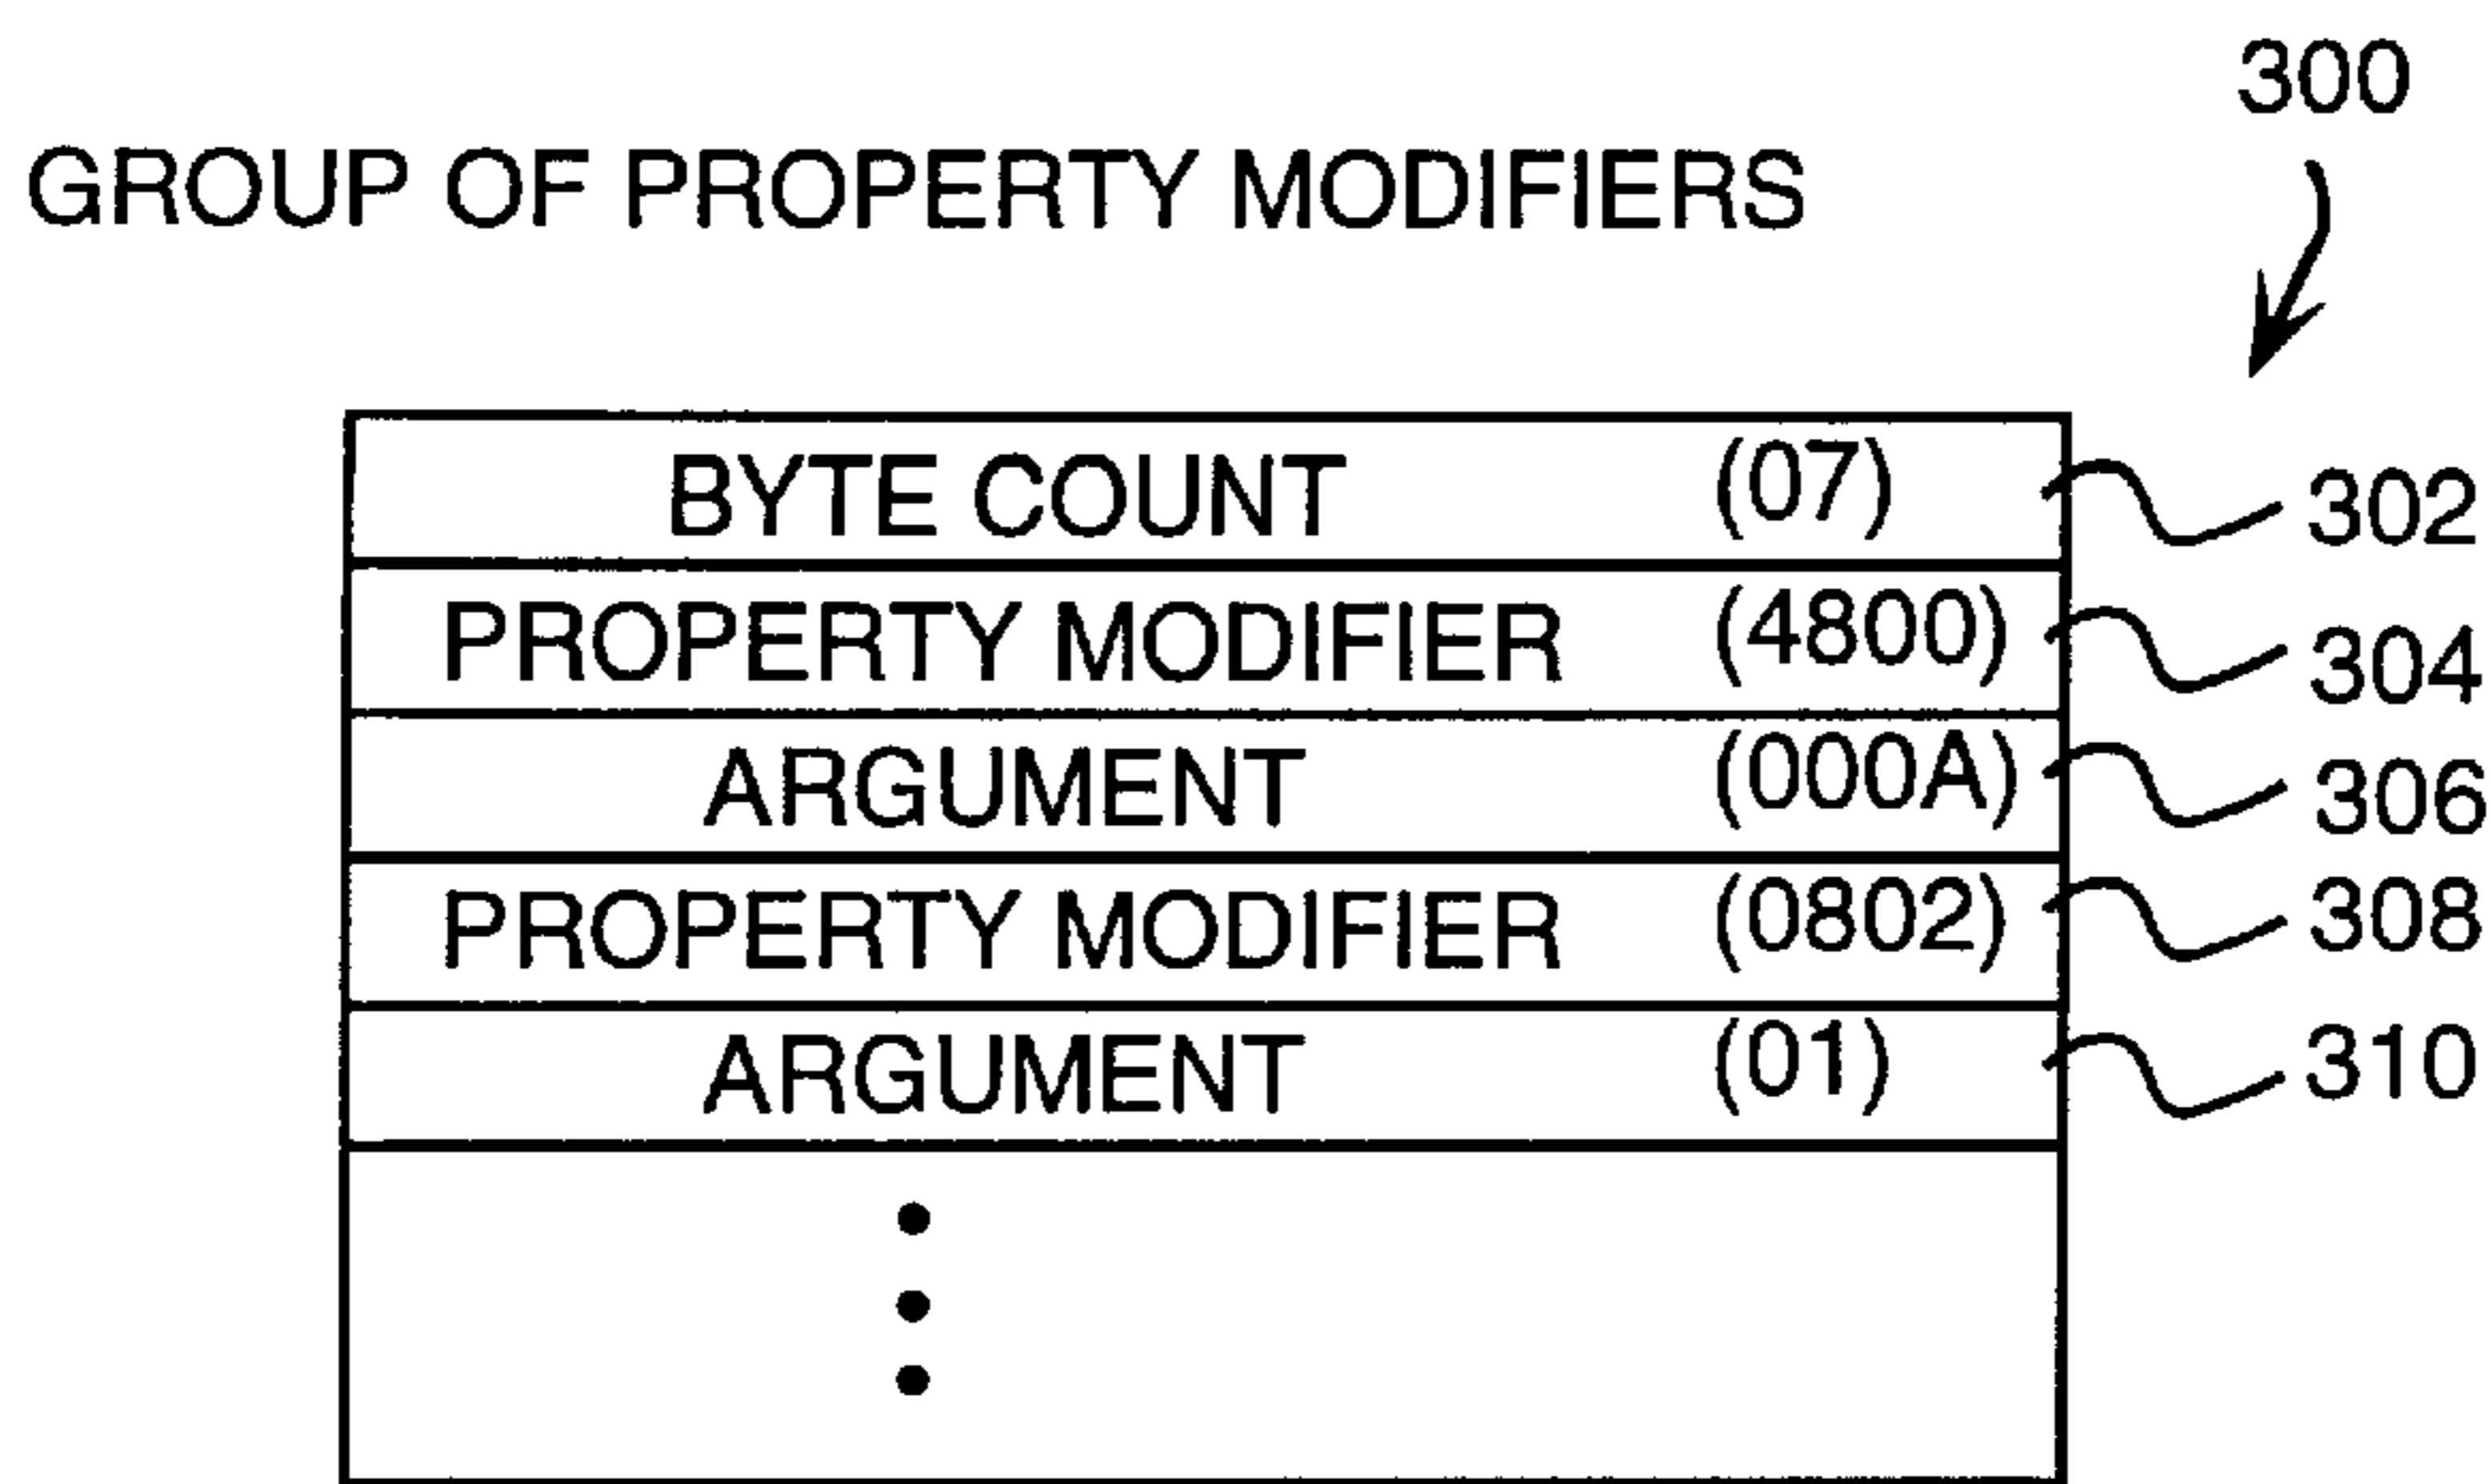 300
GROUP OF PROPERTY MODIFIERS
BYTE COUNT (07) 302
PROPERTY MODIFIER (4800) 304
ARGUMENT (000A) 306
PROPERTY MODIFIER (0802) 308
ARGUMENT (01) 310